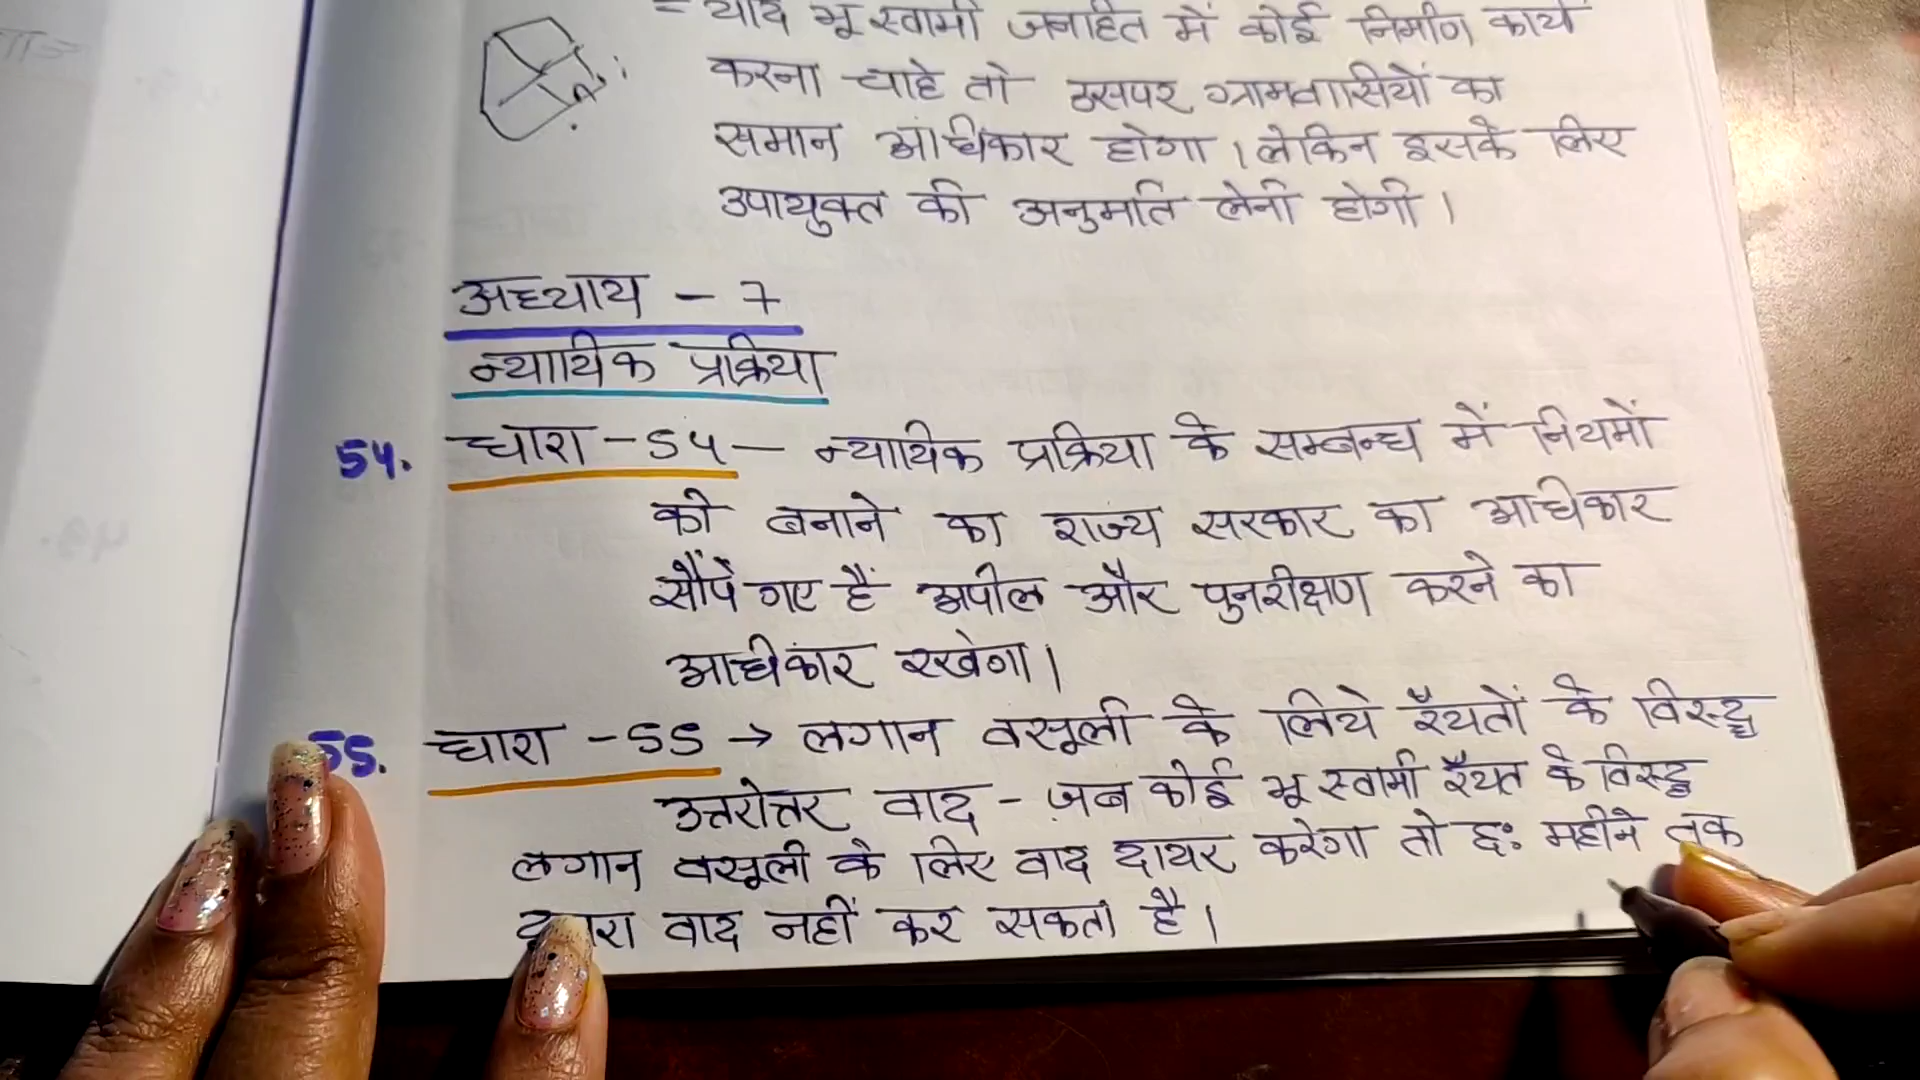 = यदि भू स्वामी जनहित में कोई निर्माण कार्य
करना चाहे तो उसपर ग्रामवासियों का
समान अधिकार होगा । लेकिन इसके लिए
उपायुक्त की अनुमति लेनी होगी ।
अध्याय - 7
न्यायिक प्रक्रिया
54. धारा - 54 — न्यायिक प्रक्रिया के सम्बन्ध में नियमों
को बनाने का राज्य सरकार का अधिकार
सौंपे गए हैं अपील और पुनरीक्षण करने का
अधिकार रखेगा ।
55. धारा - 55 → लगान वसूली के लिये रैयतों के विरुद्ध
उत्तरोत्तर वाद - जब कोई भू स्वामी रैयत के विरुद्ध
लगान वसूली के लिए वाद दायर करेगा तो छः महीने तक
वाद नहीं कर सकता है ।